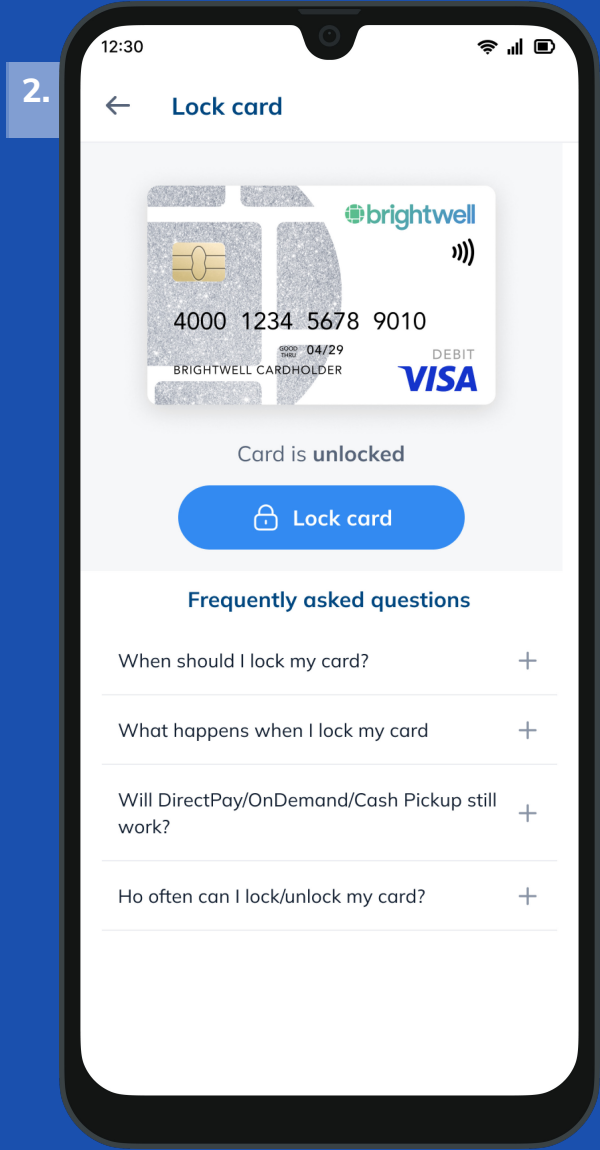 12:30
2.
Lock card
brightwell
4000 1234 5678 9010
GOOD
THRU
04/29
BRIGHTWELL CARDHOLDER
DEBIT
VISA
Card is unlocked
Lock card
Frequently asked questions
When should I lock my card?
What happens when I lock my card
Will DirectPay/OnDemand/Cash Pickup still
work?
Ho often can I lock/unlock my card?